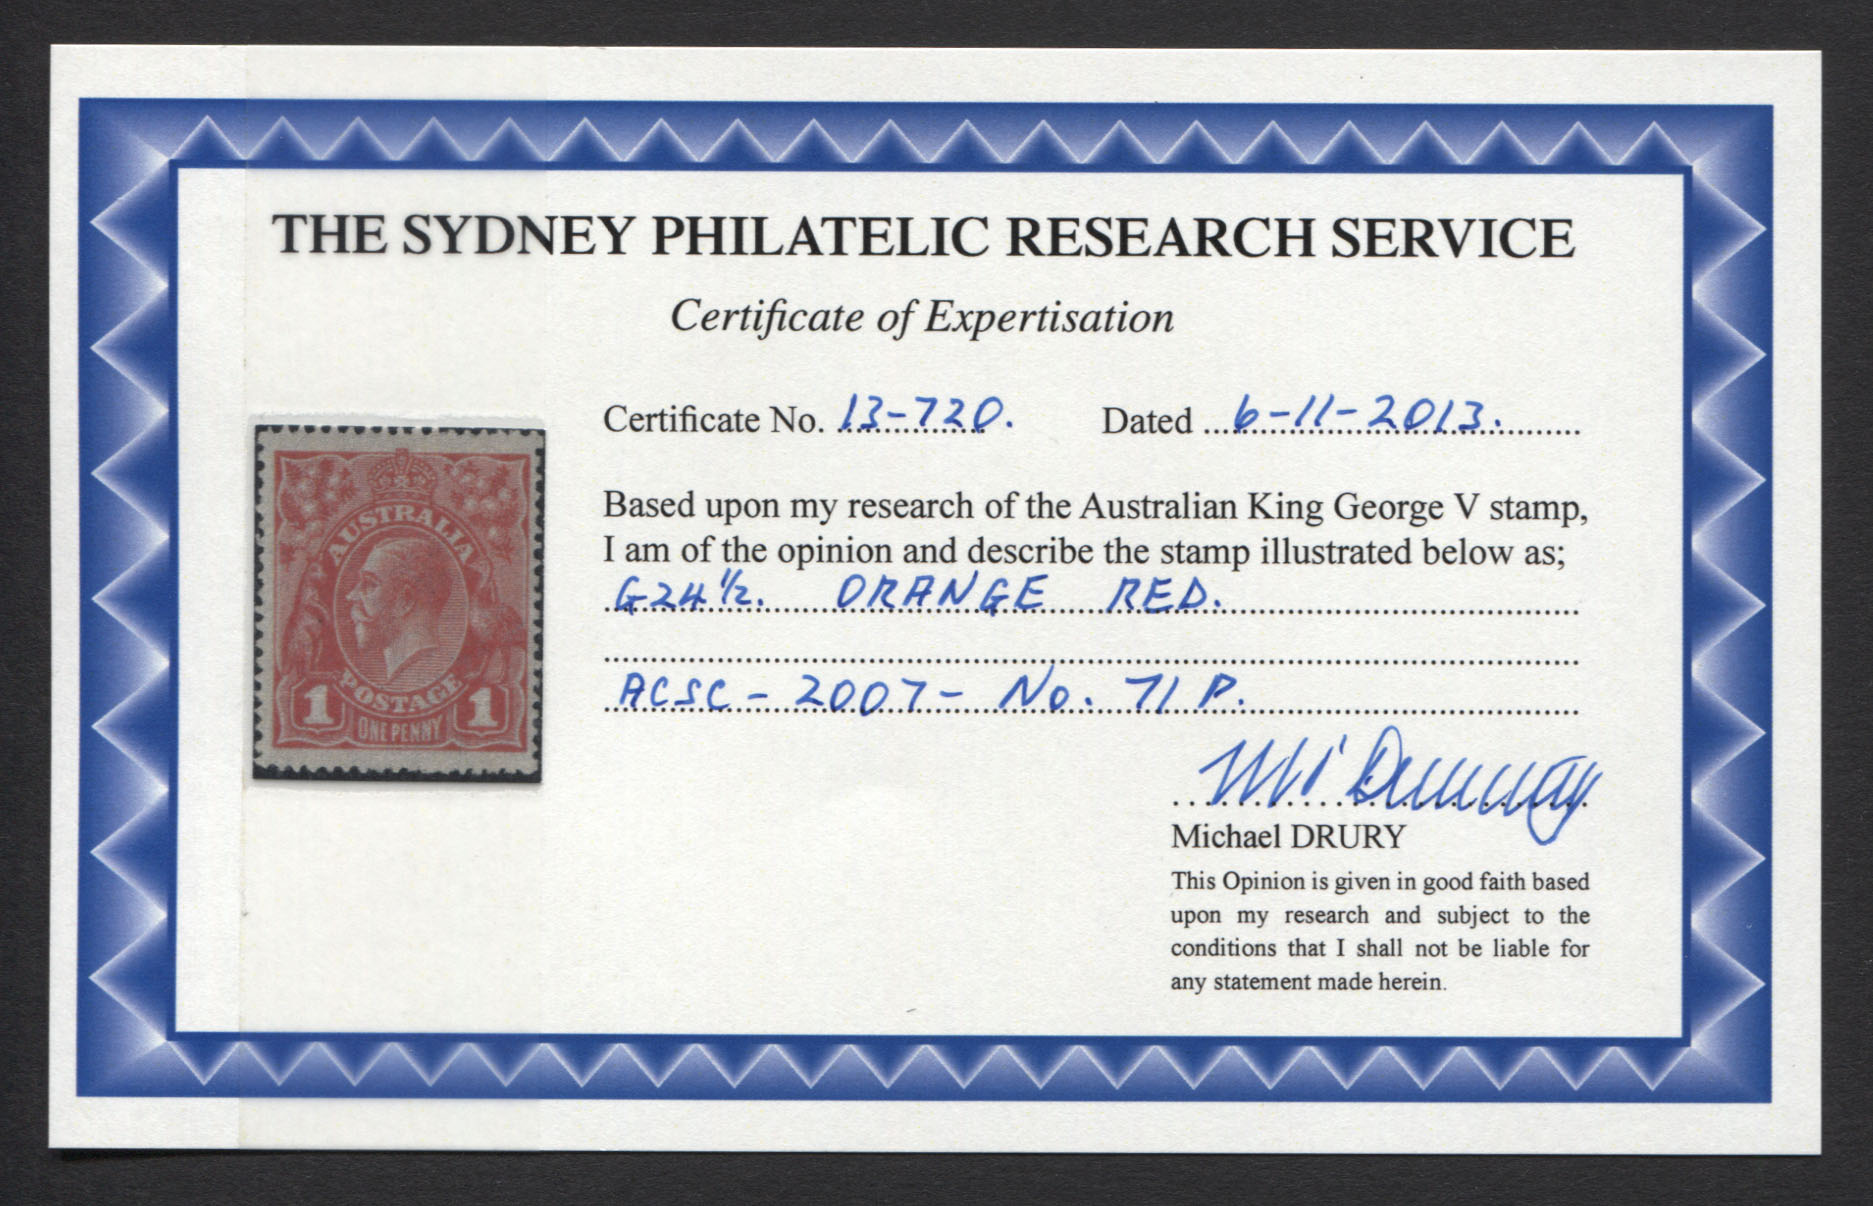 THE SYDNEY PHILATELIC RESEARCH SERVICE
Certificate of Expertisation
Certificate No. 13-720. Dated 6-11-2013.
Based upon my research of the Australian King George V stamp,
I am of the opinion and describe the stamp illustrated below as;
G24 1/2. ORANGE RED.
ACSC - 2007 - No. 71 P.
AUSTRALIA
POSTAGE
1 1
ONE PENNY
M Drury
Michael DRURY
This Opinion is given in good faith based
upon my research and subject to the
conditions that I shall not be liable for
any statement made herein.